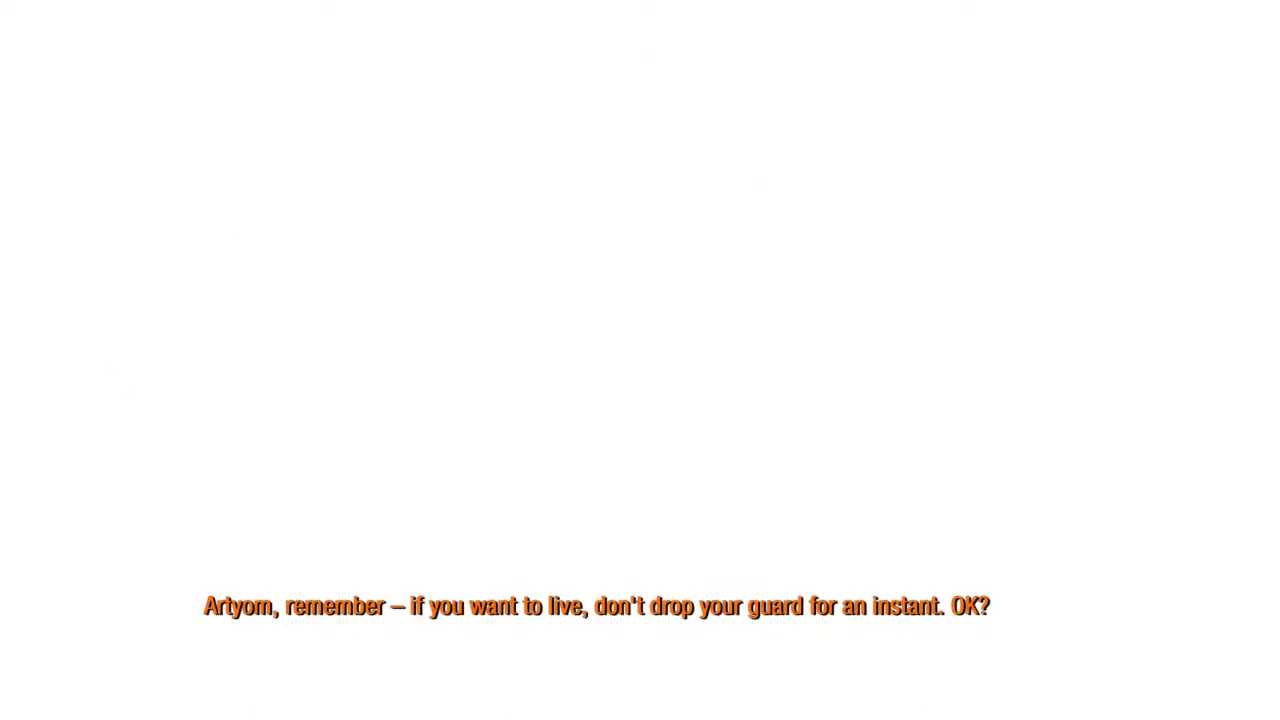 Artyom, remember – if you want to live, don't drop your guard for an instant. OK?